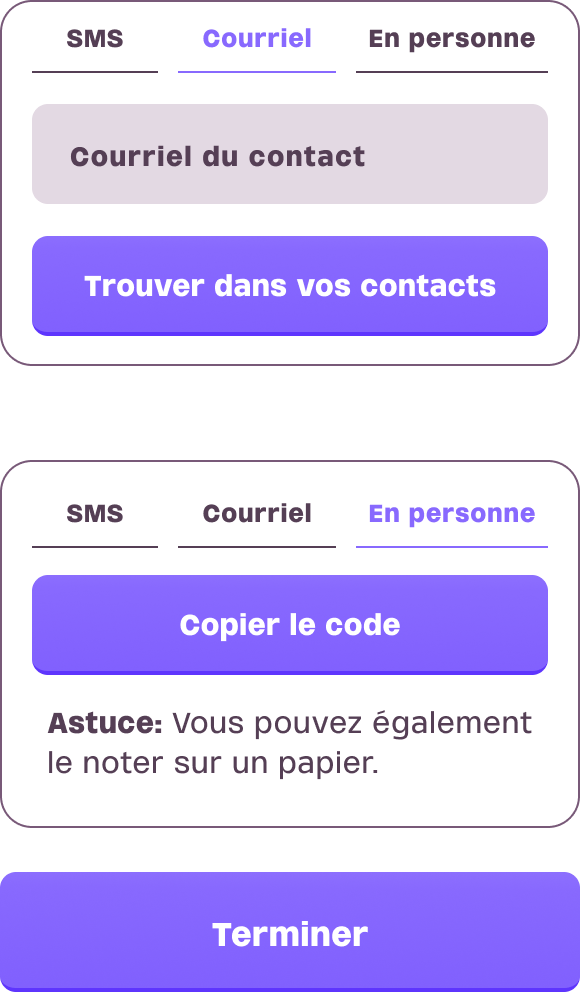 SMS Courriel En personne
Courriel du contact
Trouver dans vos contacts
SMS Courriel En personne
Copier le code
Astuce: Vous pouvez également
le noter sur un papier.
Terminer